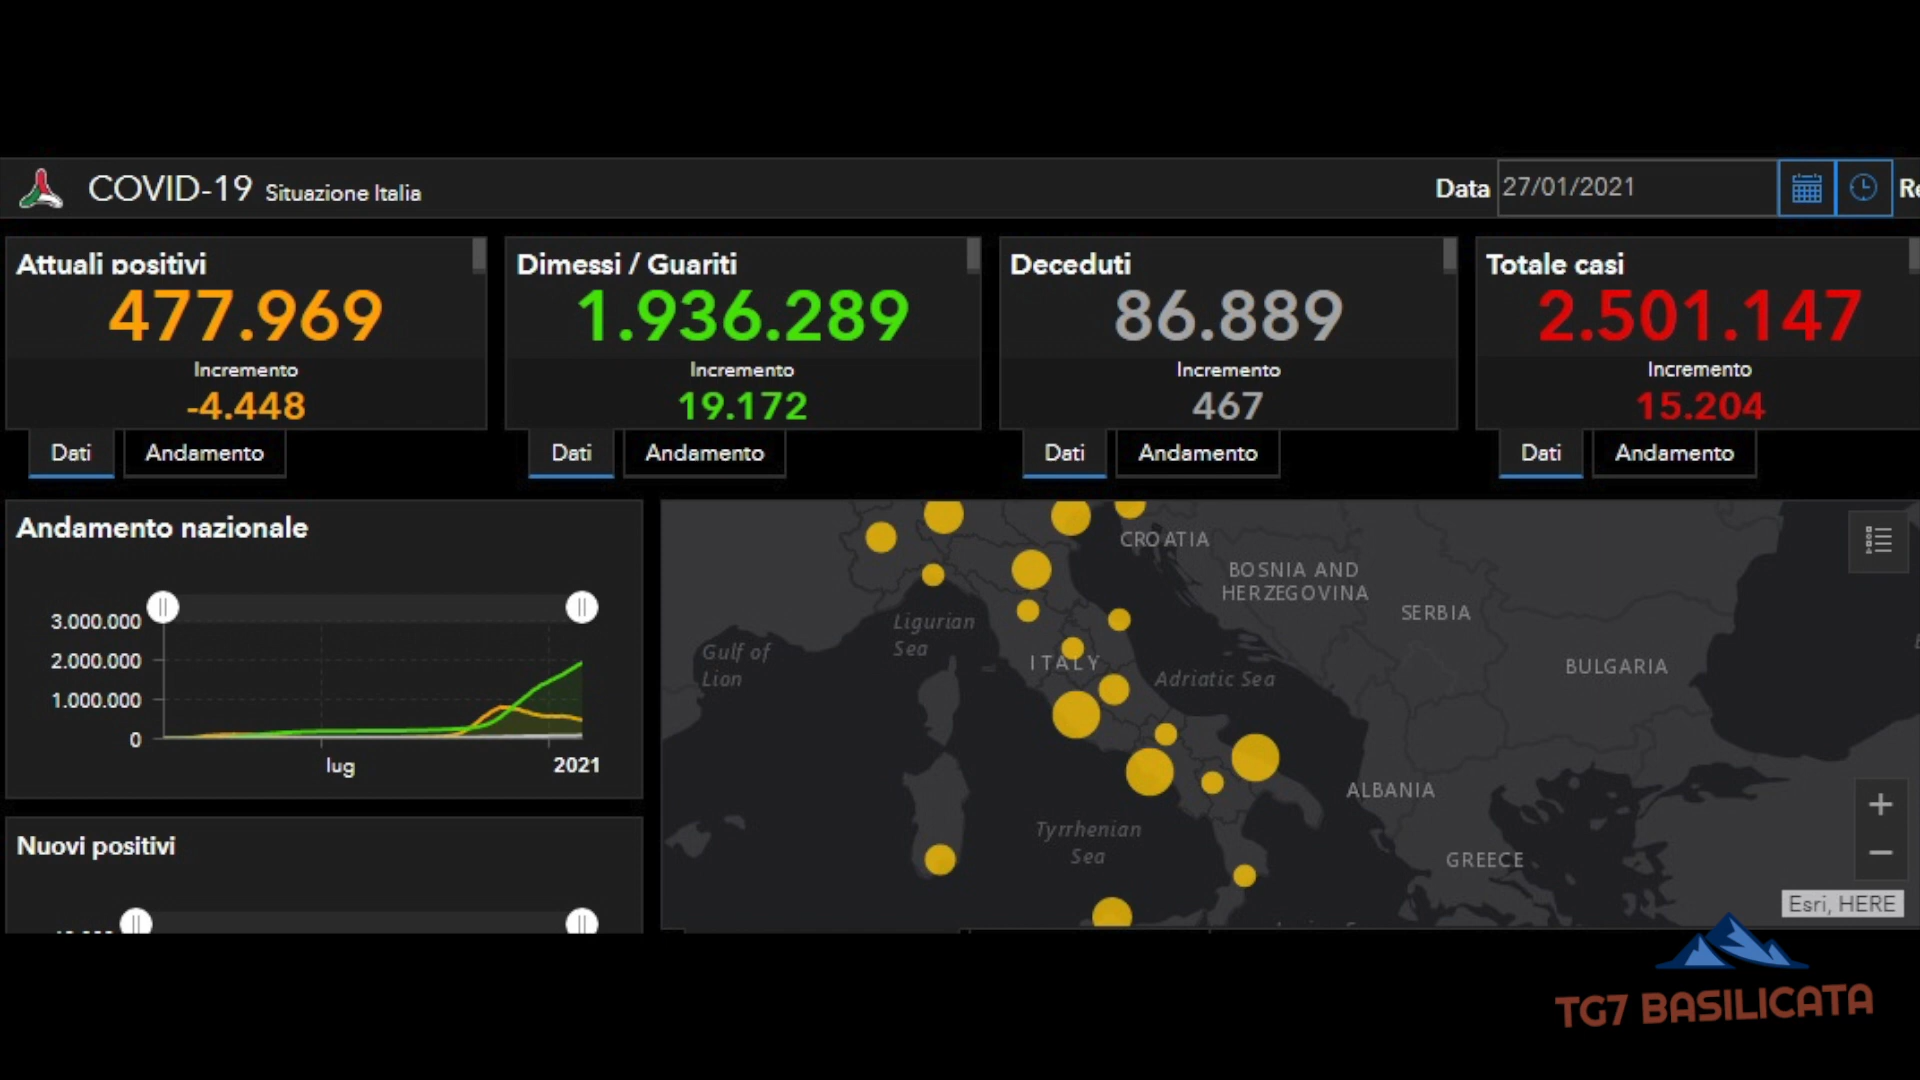 COVID-19 Situazione Italia
Data 27/01/2021
Attuali positivi
477.969
Incremento
-4.448
Dati Andamento
Dimessi / Guariti
1.936.289
Incremento
19.172
Dati Andamento
Deceduti
86.889
Incremento
467
Dati Andamento
Totale casi
2.501.147
Incremento
15.204
Dati Andamento
Andamento nazionale
3.000.000
2.000.000
1.000.000
0
lug 2021
Nuovi positivi
CROATIA
BOSNIA AND
HERZEGOVINA
SERBIA
Ligurian
Sea
Gulf of
Lion
ITALY
Adriatic Sea
BULGARIA
ALBANIA
Tyrrhenian
Sea
GREECE
+
−
Esri, HERE
TG7 BASILICATA